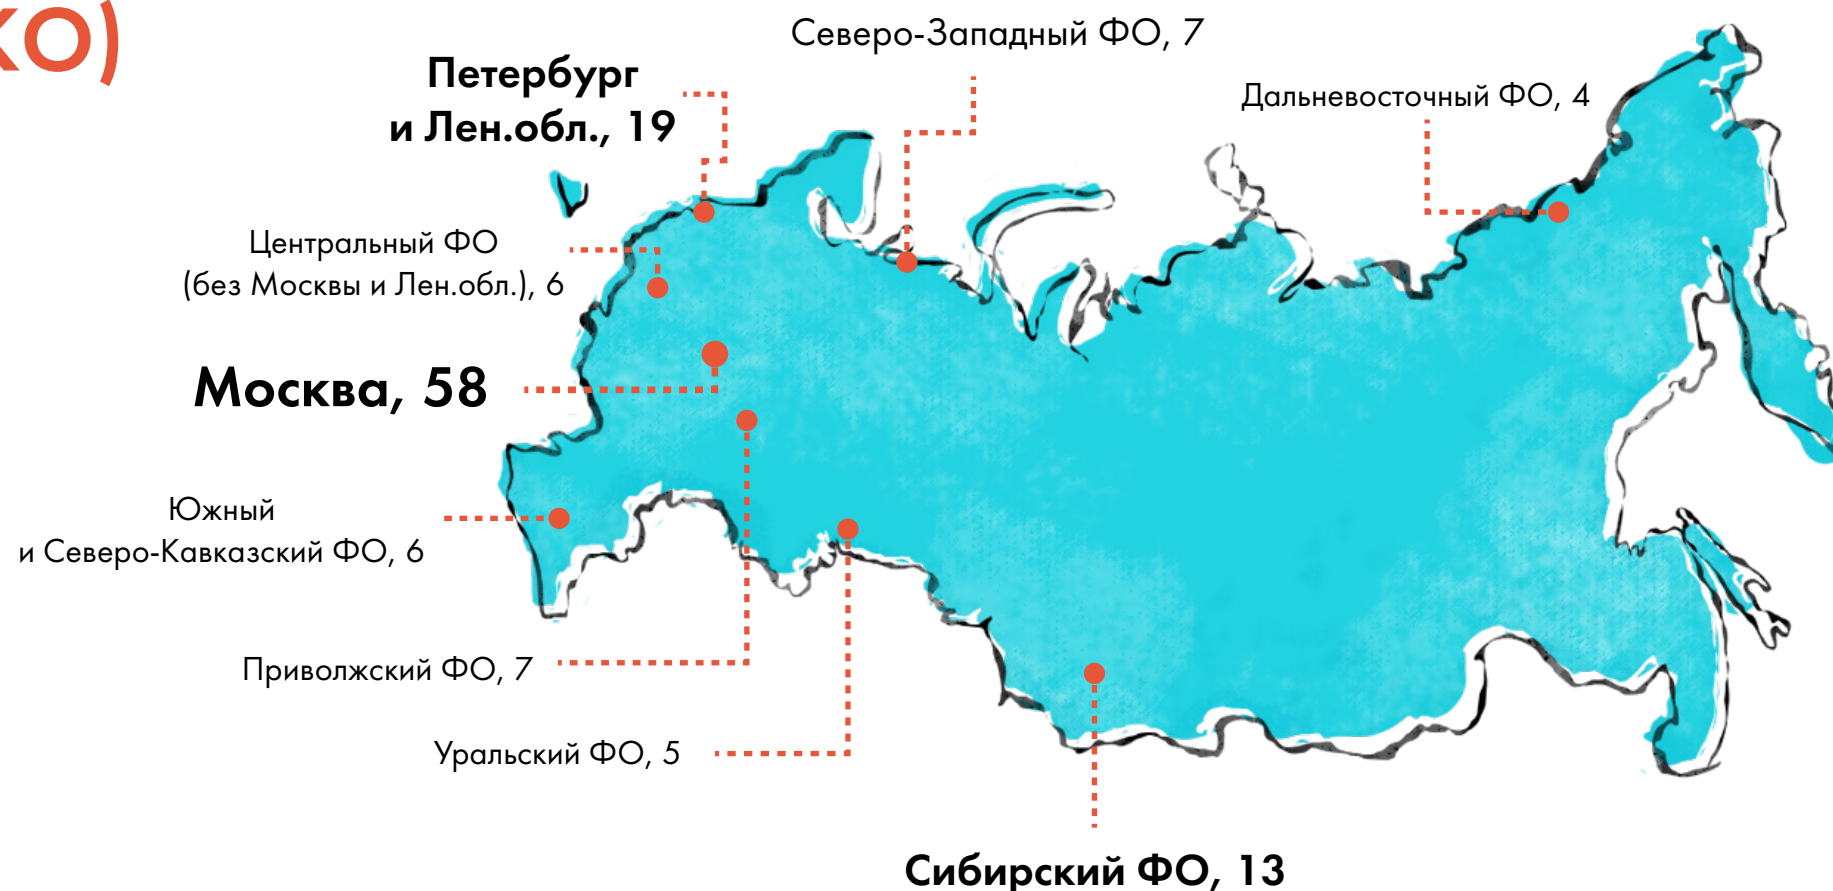 КО)
Северо-Западный ФО, 7
Петербург
и Лен.обл., 19
Дальневосточный ФО, 4
Центральный ФО
(без Москвы и Лен.обл.), 6
Москва, 58
Южный
и Северо-Кавказский ФО, 6
Приволжский ФО, 7
Уральский ФО, 5
Сибирский ФО, 13